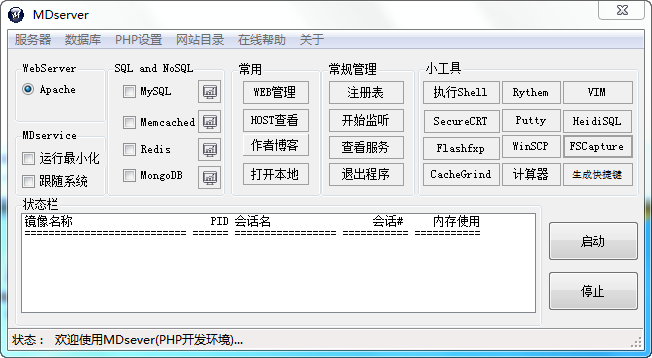 MDserver
服务器 数据库 PHP设置 网站目录 在线帮助 关于
WebServer
Apache
MDservice
运行最小化
跟随系统
SQL and NoSQL
MySQL
Memcached
Redis
MongoDB
常用
WEB管理
HOST查看
作者博客
打开本地
常规管理
注册表
开始监听
查看服务
退出程序
小工具
执行Shell Rythem VIM
SecureCRT Putty HeidiSQL
Flashfxp WinSCP FSCapture
CacheGrind 计算器 生成快捷键
状态栏
镜像名称 PID 会话名 会话# 内存使用
========================= ====== ================ =========== ===========
启动
停止
状态： 欢迎使用MDsever(PHP开发环境)...